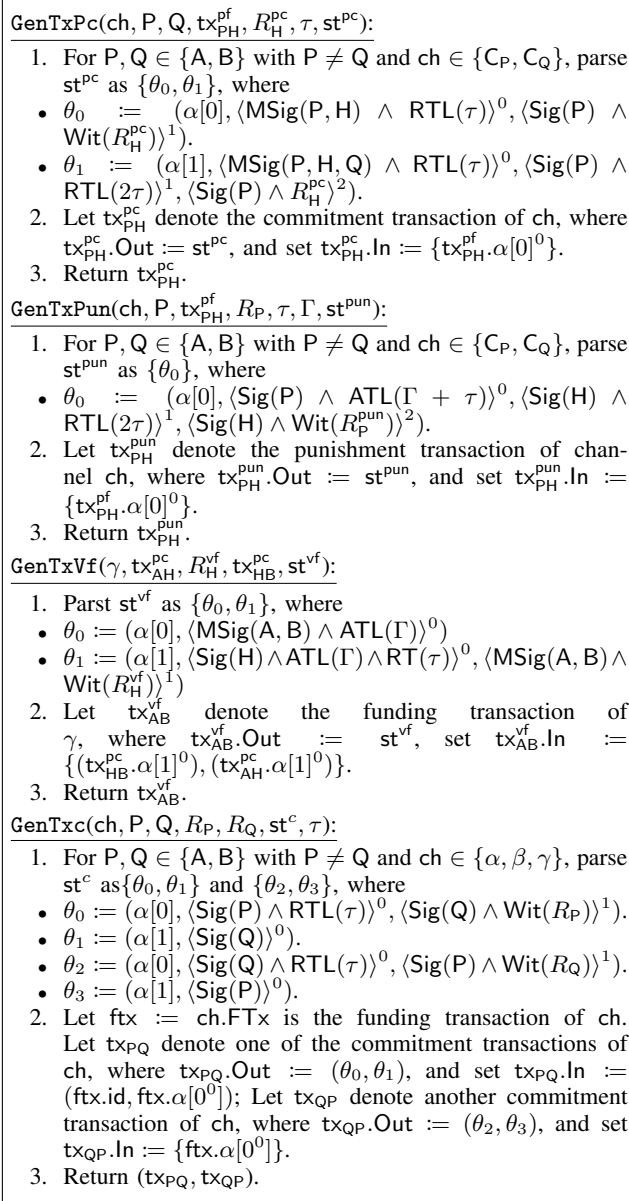 GenTxPc(ch, P, Q, tx^pf_PH, R^pc_H, τ, st^pc):
1. For P, Q ∈ {A, B} with P ≠ Q and ch ∈ {C_P, C_Q}, parse
st^pc as {θ_0, θ_1}, where
• θ_0 := (α[0], ⟨MSig(P, H) ∧ RTL(τ)⟩^0, ⟨Sig(P) ∧
Wit(R^pc_H)⟩^1).
• θ_1 := (α[1], ⟨MSig(P, H, Q) ∧ RTL(τ)⟩^0, ⟨Sig(P) ∧
RTL(2τ)⟩^1, ⟨Sig(P) ∧ R^pc_H⟩^2).
2. Let tx^pc_PH denote the commitment transaction of ch, where
tx^pc_PH.Out := st^pc, and set tx^pc_PH.In := {tx^pf_PH.α[0]^0}.
3. Return tx^pc_PH.
GenTxPun(ch, P, tx^pf_PH, R_P, τ, Γ, st^pun):
1. For P, Q ∈ {A, B} with P ≠ Q and ch ∈ {C_P, C_Q}, parse
st^pun as {θ_0}, where
• θ_0 := (α[0], ⟨Sig(P) ∧ ATL(Γ + τ)⟩^0, ⟨Sig(H) ∧
RTL(2τ)⟩^1, ⟨Sig(H) ∧ Wit(R^pun_P)⟩^2).
2. Let tx^pun_PH denote the punishment transaction of chan-
nel ch, where tx^pun_PH.Out := st^pun, and set tx^pun_PH.In :=
{tx^pf_PH.α[0]^0}.
3. Return tx^pun_PH.
GenTxVf(γ, tx^pc_AH, R^vf_H, tx^pc_HB, st^vf):
1. Parst st^vf as {θ_0, θ_1}, where
• θ_0 := (α[0], ⟨MSig(A, B) ∧ ATL(Γ)⟩^0)
• θ_1 := (α[1], ⟨Sig(H)∧ATL(Γ)∧RT(τ)⟩^0, ⟨MSig(A, B)∧
Wit(R^vf_H)⟩^1)
2. Let tx^vf_AB denote the funding transaction of
γ, where tx^vf_AB.Out := st^vf, set tx^vf_AB.In :=
{(tx^pc_HB.α[1]^0), (tx^pc_AH.α[1]^0)}.
3. Return tx^vf_AB.
GenTxc(ch, P, Q, R_P, R_Q, st^c, τ):
1. For P, Q ∈ {A, B} with P ≠ Q and ch ∈ {α, β, γ}, parse
st^c as{θ_0, θ_1} and {θ_2, θ_3}, where
• θ_0 := (α[0], ⟨Sig(P) ∧ RTL(τ)⟩^0, ⟨Sig(Q) ∧ Wit(R_P)⟩^1).
• θ_1 := (α[1], ⟨Sig(Q)⟩^0).
• θ_2 := (α[0], ⟨Sig(Q) ∧ RTL(τ)⟩^0, ⟨Sig(P) ∧ Wit(R_Q)⟩^1).
• θ_3 := (α[1], ⟨Sig(P)⟩^0).
2. Let ftx := ch.FTx is the funding transaction of ch.
Let tx_PQ denote one of the commitment transactions of
ch, where tx_PQ.Out := (θ_0, θ_1), and set tx_PQ.In :=
(ftx.id, ftx.α[0^0]); Let tx_QP denote another commitment
transaction of ch, where tx_QP.Out := (θ_2, θ_3), and set
tx_QP.In := {ftx.α[0^0]}.
3. Return (tx_PQ, tx_QP).